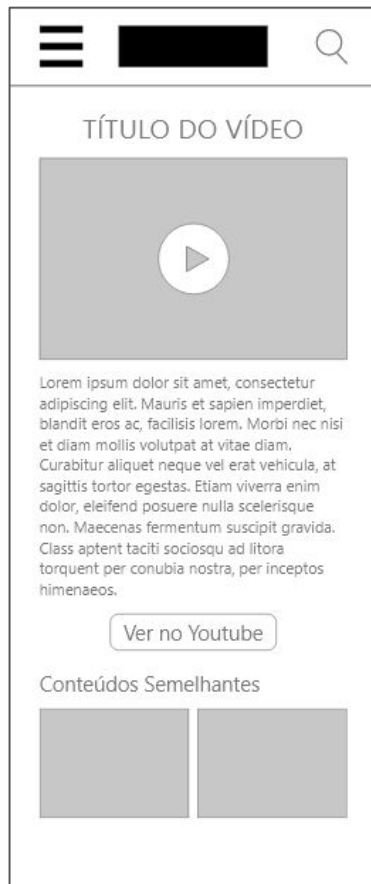 TÍTULO DO VÍDEO
Lorem ipsum dolor sit amet, consectetur
adipiscing elit. Mauris et sapien imperdiet,
blandit eros ac, facilisis lorem. Morbi nec nisi
et diam mollis volutpat at vitae diam.
Curabitur aliquet neque vel erat vehicula, at
sagittis tortor egestas. Etiam viverra enim
dolor, eleifend posuere nulla scelerisque
non. Maecenas fermentum suscipit gravida.
Class aptent taciti sociosqu ad litora
torquent per conubia nostra, per inceptos
himenaeos.
Ver no Youtube
Conteúdos Semelhantes